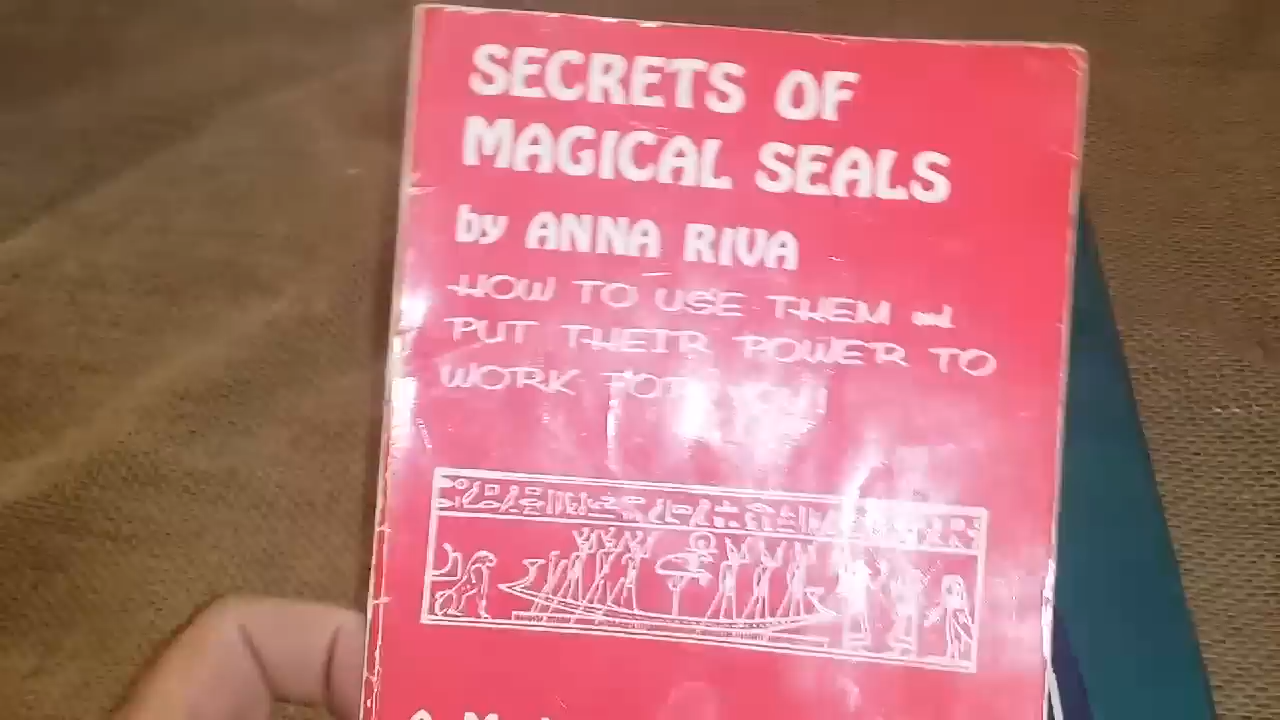 SECRETS OF
MAGICAL SEALS
by ANNA RIVA
HOW TO USE THEM and
PUT THEIR POWER TO
WORK FOR YOU!
A